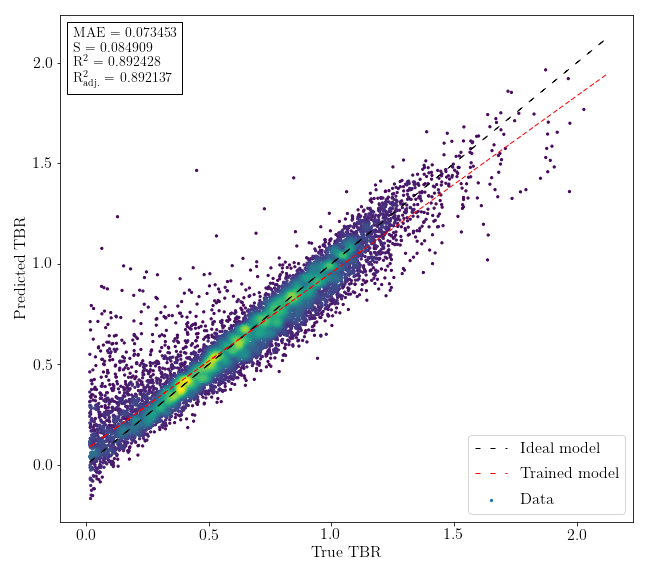 MAE = 0.073453
S = 0.084909
R² = 0.892428
R²adj. = 0.892137
2.0
1.5
1.0
0.5
0.0
Predicted TBR
Ideal model
Trained model
Data
0.0 0.5 1.0 1.5 2.0
True TBR